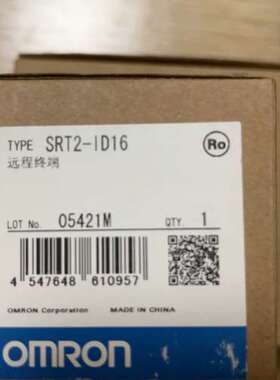 TYPE SRT2-ID16
Ro
远程终端
LOT No. 05421M QTY. 1
4 547648 610957
OMRON Corporation MADE IN CHINA
OMRON